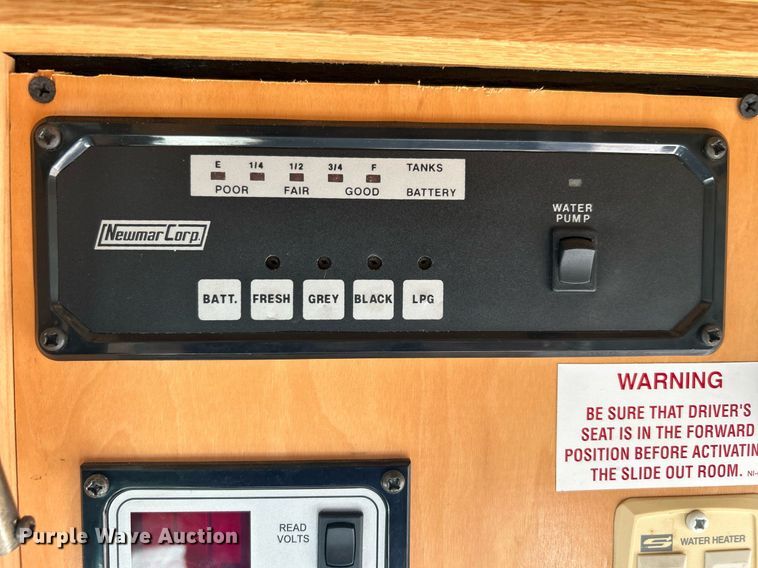 E 1/4 1/2 3/4 F TANKS
POOR FAIR GOOD BATTERY
WATER
PUMP
NewmarCorp.
BATT. FRESH GREY BLACK LPG
WARNING
BE SURE THAT DRIVER'S
SEAT IS IN THE FORWARD
POSITION BEFORE ACTIVATIN
THE SLIDE OUT ROOM. NI-
READ
VOLTS
S WATER HEATER
Purple Wave Auction